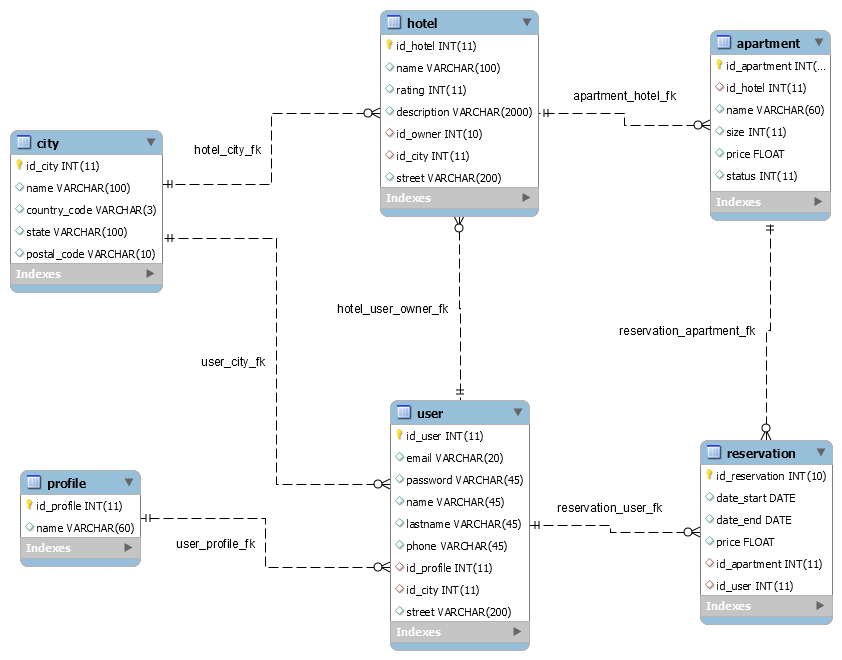 hotel
id_hotel INT(11)
name VARCHAR(100)
rating INT(11)
description VARCHAR(2000)
id_owner INT(10)
id_city INT(11)
street VARCHAR(200)
Indexes
apartment
id_apartment INT(...
id_hotel INT(11)
name VARCHAR(60)
size INT(11)
price FLOAT
status INT(11)
Indexes
apartment_hotel_fk
hotel_city_fk
city
id_city INT(11)
name VARCHAR(100)
country_code VARCHAR(3)
state VARCHAR(100)
postal_code VARCHAR(10)
Indexes
hotel_user_owner_fk
reservation_apartment_fk
user_city_fk
user
id_user INT(11)
email VARCHAR(20)
password VARCHAR(45)
name VARCHAR(45)
lastname VARCHAR(45)
phone VARCHAR(45)
id_profile INT(11)
id_city INT(11)
street VARCHAR(200)
Indexes
reservation
id_reservation INT(10)
date_start DATE
date_end DATE
price FLOAT
id_apartment INT(11)
id_user INT(11)
Indexes
profile
id_profile INT(11)
name VARCHAR(60)
Indexes
reservation_user_fk
user_profile_fk